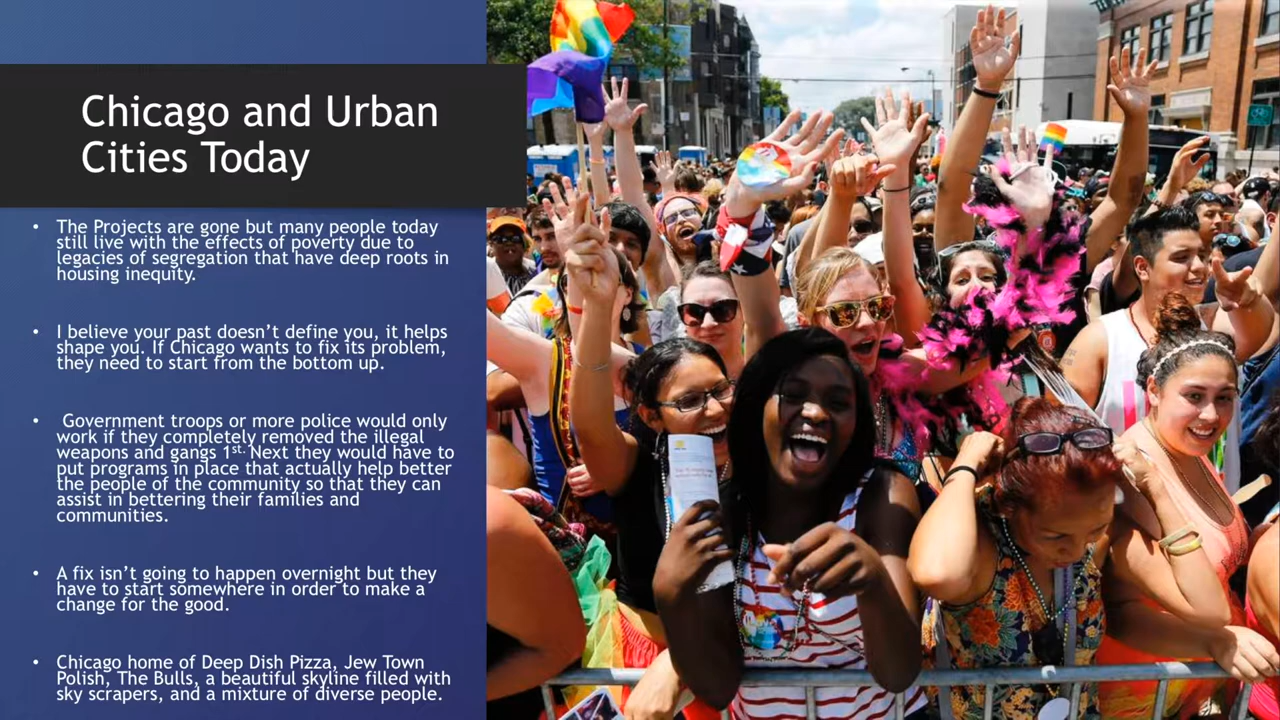 Chicago and Urban
Cities Today
• The Projects are gone but many people today
still live with the effects of poverty due to
legacies of segregation that have deep roots in
housing inequity.
• I believe your past doesn’t define you, it helps
shape you. If Chicago wants to fix its problem,
they need to start from the bottom up.
• Government troops or more police would only
work if they completely removed the illegal
weapons and gangs 1st. Next they would have to
put programs in place that actually help better
the people of the community so that they can
assist in bettering their families and
communities.
• A fix isn’t going to happen overnight but they
have to start somewhere in order to make a
change for the good.
• Chicago home of Deep Dish Pizza, Jew Town
Polish, The Bulls, a beautiful skyline filled with
sky scrapers, and a mixture of diverse people.